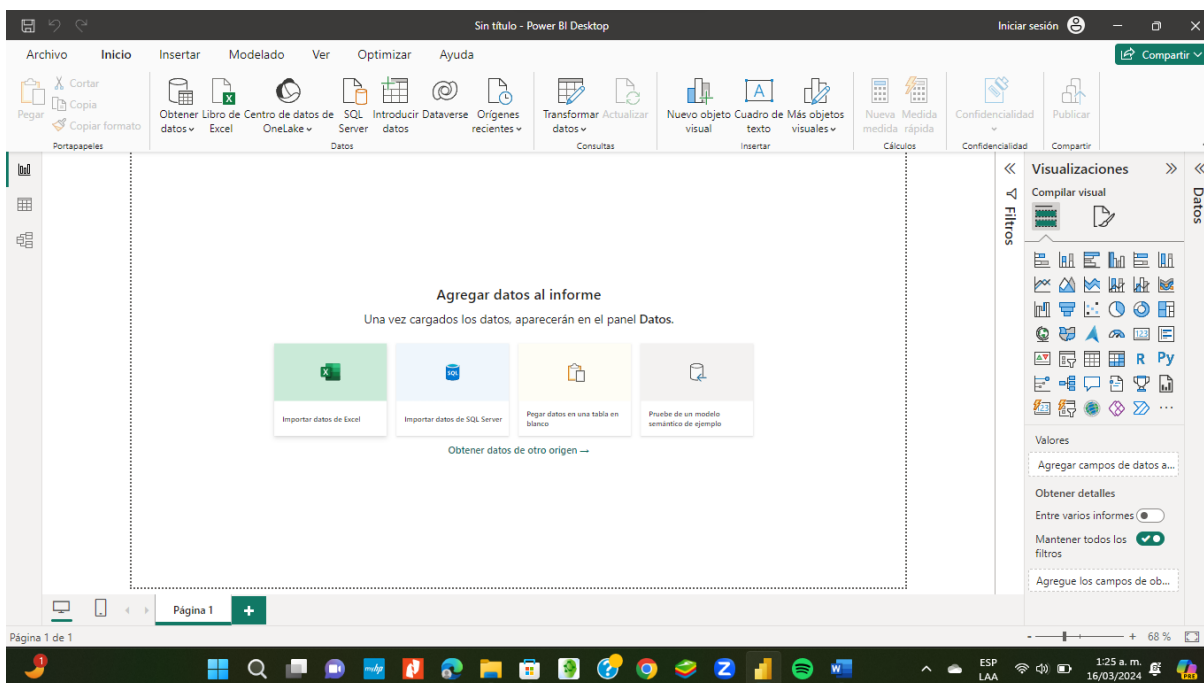 Sin título - Power BI Desktop
Iniciar sesión
Archivo Inicio Insertar Modelado Ver Optimizar Ayuda
Compartir
Pegar
Cortar
Copia
Copiar formato
Portapapeles
Obtener datos
Libro de Excel
Centro de datos de OneLake
SQL Server
Introducir datos
Dataverse
Orígenes recientes
Datos
Transformar datos
Actualizar
Consultas
Nuevo objeto visual
Cuadro de texto
Más objetos visuales
Insertar
Nueva medida
Medida rápida
Cálculos
Confidencialidad
Confidencialidad
Publicar
Compartir
Agregar datos al informe
Una vez cargados los datos, aparecerán en el panel Datos.
Importar datos de Excel
SQL
Importar datos de SQL Server
Pegar datos en una tabla en
blanco
Pruebe de un modelo
semántico de ejemplo
Obtener datos de otro origen →
Filtros
Visualizaciones
Compilar visual
123
R Py
123
Valores
Agregar campos de datos a...
Obtener detalles
Entre varios informes
Mantener todos los
filtros
Agregue los campos de ob...
Datos
Página 1
+
Página 1 de 1
- + 68 %
ESP
LAA
1:25 a. m.
16/03/2024